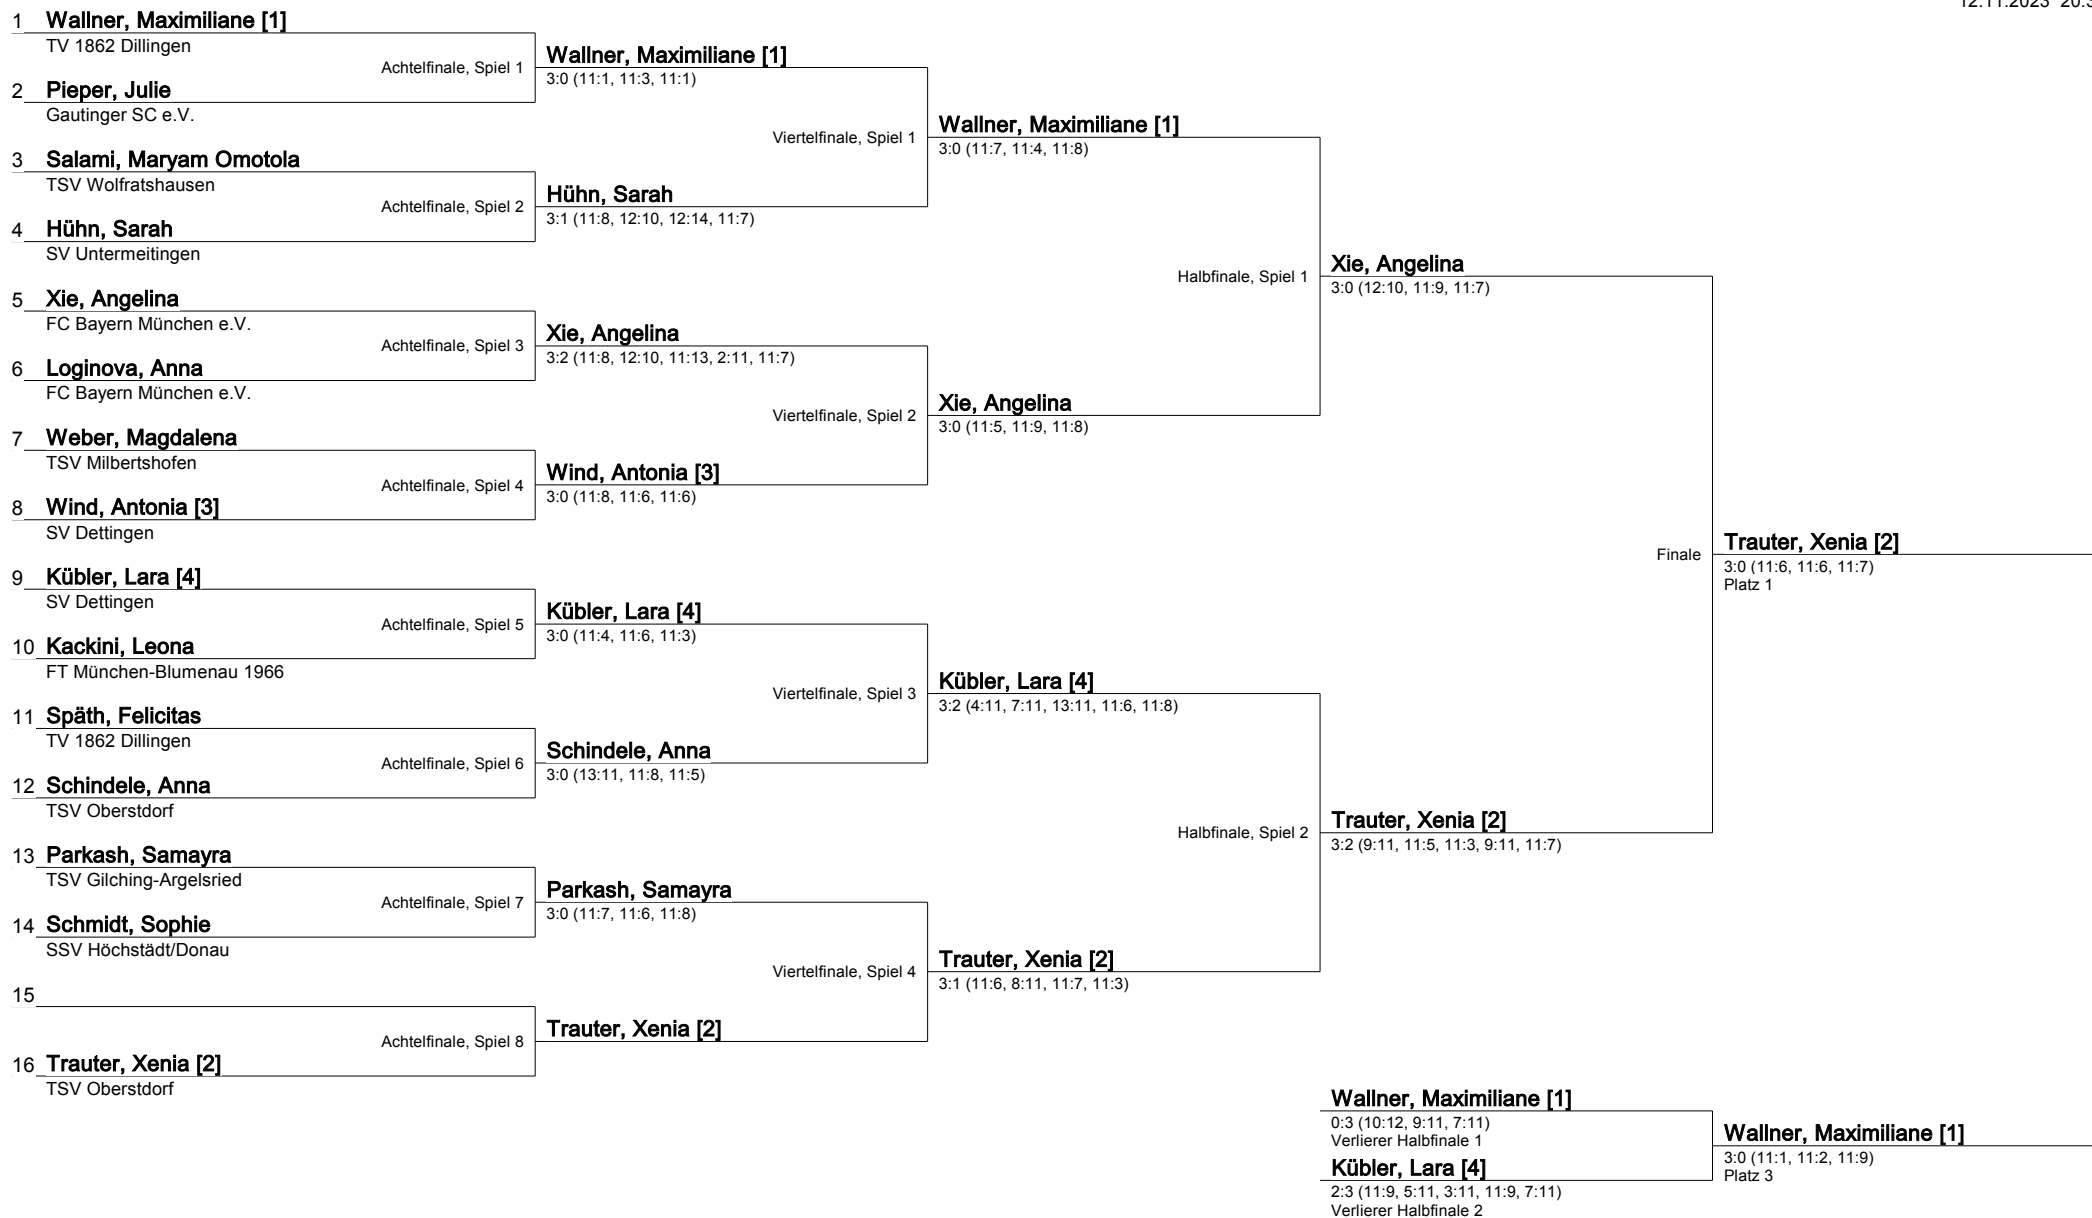 12.11.2023 20:3
1 Wallner, Maximiliane [1]
TV 1862 Dillingen
Achtelfinale, Spiel 1
Wallner, Maximiliane [1]
3:0 (11:1, 11:3, 11:1)
2 Pieper, Julie
Gautinger SC e.V.
Viertelfinale, Spiel 1
Wallner, Maximiliane [1]
3:0 (11:7, 11:4, 11:8)
3 Salami, Maryam Omotola
TSV Wolfratshausen
Achtelfinale, Spiel 2
Hühn, Sarah
3:1 (11:8, 12:10, 12:14, 11:7)
4 Hühn, Sarah
SV Untermeitingen
Halbfinale, Spiel 1
Xie, Angelina
3:0 (12:10, 11:9, 11:7)
5 Xie, Angelina
FC Bayern München e.V.
Achtelfinale, Spiel 3
Xie, Angelina
3:2 (11:8, 12:10, 11:13, 2:11, 11:7)
6 Loginova, Anna
FC Bayern München e.V.
Viertelfinale, Spiel 2
Xie, Angelina
3:0 (11:5, 11:9, 11:8)
7 Weber, Magdalena
TSV Milbertshofen
Achtelfinale, Spiel 4
Wind, Antonia [3]
3:0 (11:8, 11:6, 11:6)
8 Wind, Antonia [3]
SV Dettingen
Finale
Trauter, Xenia [2]
3:0 (11:6, 11:6, 11:7)
Platz 1
9 Kübler, Lara [4]
SV Dettingen
Achtelfinale, Spiel 5
Kübler, Lara [4]
3:0 (11:4, 11:6, 11:3)
10 Kackini, Leona
FT München-Blumenau 1966
Viertelfinale, Spiel 3
Kübler, Lara [4]
3:2 (4:11, 7:11, 13:11, 11:6, 11:8)
11 Späth, Felicitas
TV 1862 Dillingen
Achtelfinale, Spiel 6
Schindele, Anna
3:0 (13:11, 11:8, 11:5)
12 Schindele, Anna
TSV Oberstdorf
Halbfinale, Spiel 2
Trauter, Xenia [2]
3:2 (9:11, 11:5, 11:3, 9:11, 11:7)
13 Parkash, Samayra
TSV Gilching-Argelsried
Achtelfinale, Spiel 7
Parkash, Samayra
3:0 (11:7, 11:6, 11:8)
14 Schmidt, Sophie
SSV Höchstädt/Donau
Viertelfinale, Spiel 4
Trauter, Xenia [2]
3:1 (11:6, 8:11, 11:7, 11:3)
15
Achtelfinale, Spiel 8
Trauter, Xenia [2]
16 Trauter, Xenia [2]
TSV Oberstdorf
Wallner, Maximiliane [1]
0:3 (10:12, 9:11, 7:11)
Verlierer Halbfinale 1
Wallner, Maximiliane [1]
3:0 (11:1, 11:2, 11:9)
Platz 3
Kübler, Lara [4]
2:3 (11:9, 5:11, 3:11, 11:9, 7:11)
Verlierer Halbfinale 2